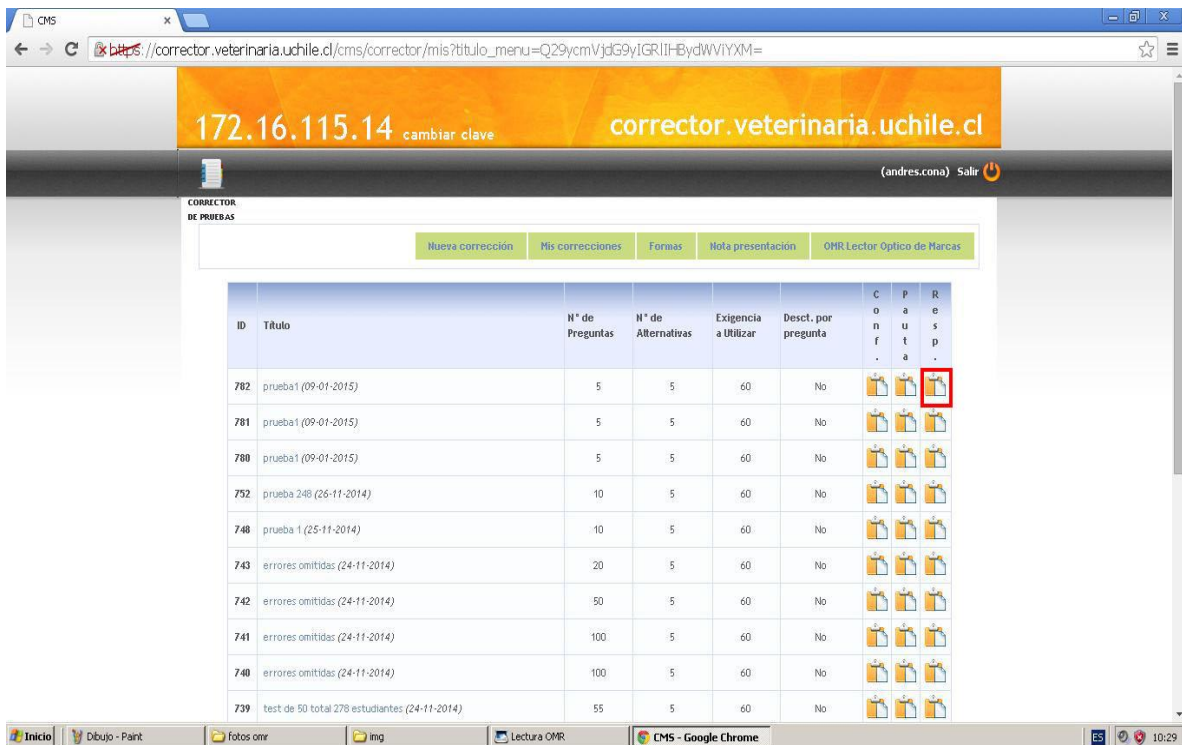 CMS
https://corrector.veterinaria.uchile.cl/cms/corrector/mis?titulo_menu=Q29ycmVjdG9yIGRlIHBydWViYXM=
172.16.115.14 cambiar clave corrector.veterinaria.uchile.cl
(andres.cona) Salir
CORRECTOR
DE PRUEBAS
Nueva corrección Mis correcciones Formas Nota presentación OMR Lector Optico de Marcas
ID Título N° de Preguntas N° de Alternativas Exigencia a Utilizar Desct. por pregunta Conf. Pauta Resp.
782 prueba1 (09-01-2015) 5 5 60 No
781 prueba1 (09-01-2015) 5 5 60 No
780 prueba1 (09-01-2015) 5 5 60 No
752 prueba 248 (26-11-2014) 10 5 60 No
748 prueba 1 (25-11-2014) 10 5 60 No
743 errores omitidas (24-11-2014) 20 5 60 No
742 errores omitidas (24-11-2014) 50 5 60 No
741 errores omitidas (24-11-2014) 100 5 60 No
740 errores omitidas (24-11-2014) 100 5 60 No
739 test de 50 total 278 estudiantes (24-11-2014) 55 5 60 No
Inicio Dibujo - Paint fotos omr img Lectura OMR CMS - Google Chrome ES 10:29